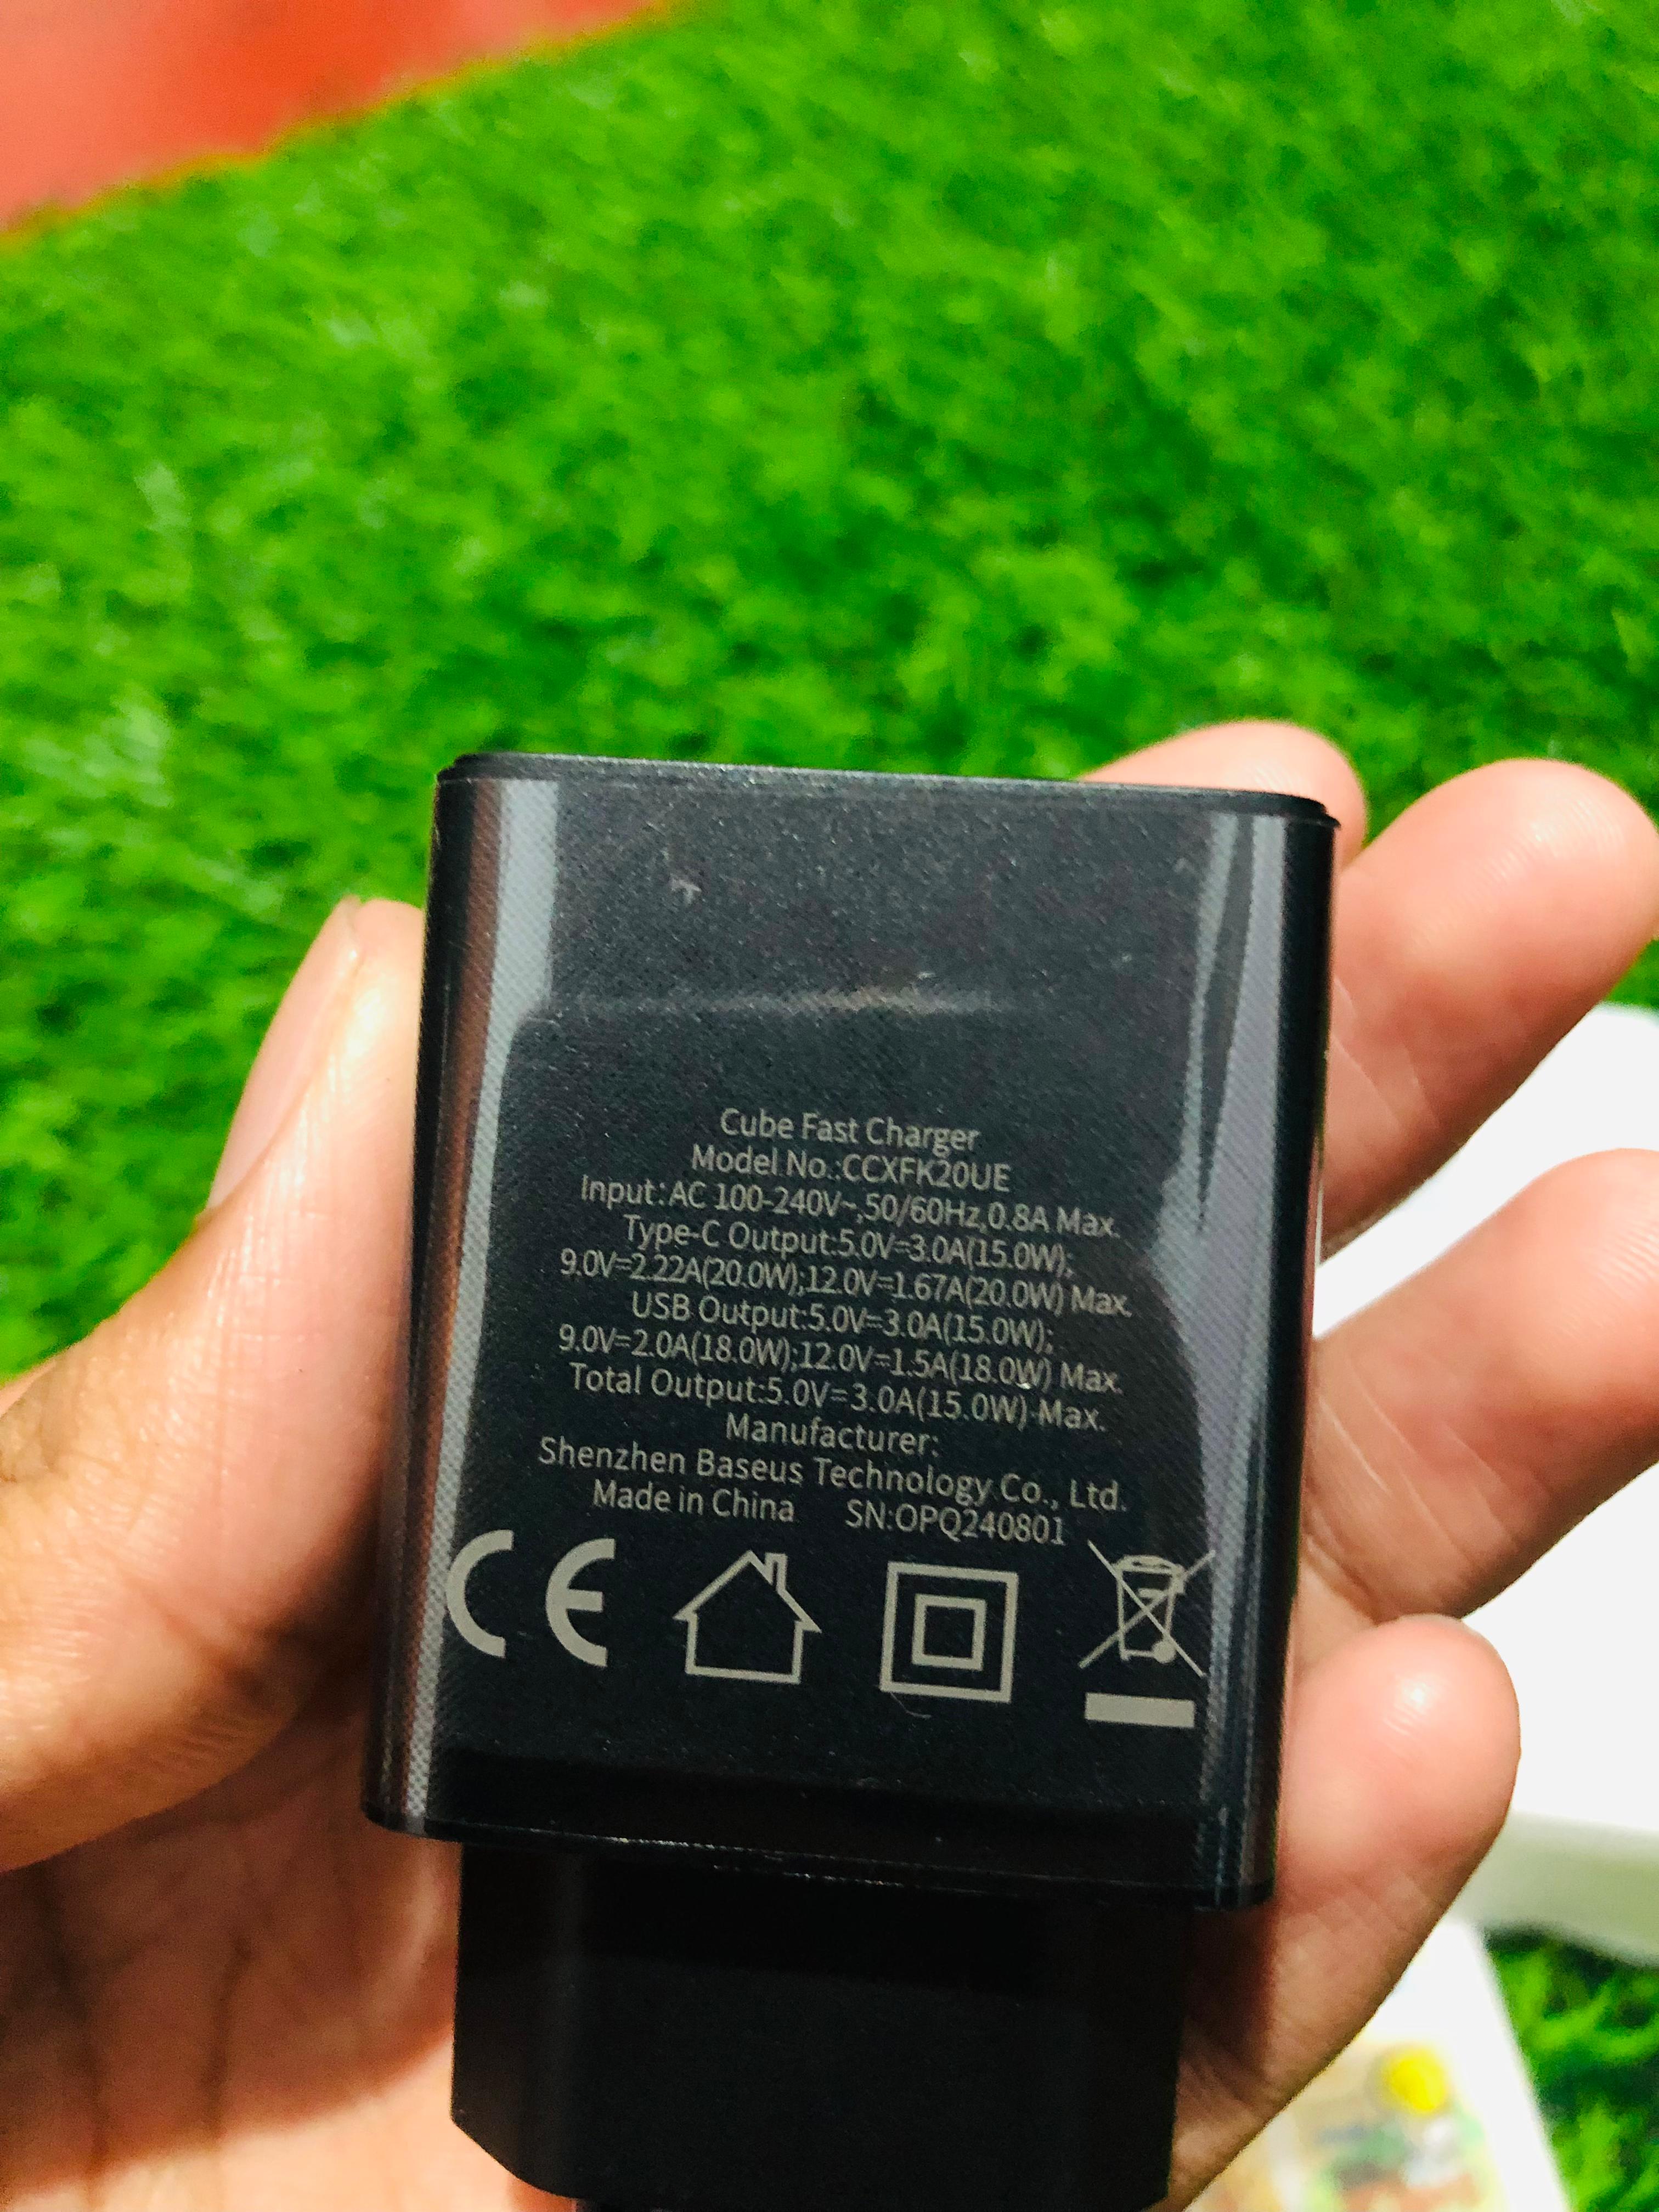 Cube Fast Charger
Model No.:CCXFK20UE
Input:AC 100-240V~,50/60Hz,0.8A Max.
Type-C Output:5.0V=3.0A(15.0W);
9.0V=2.22A(20.0W);12.0V=1.67A(20.0W) Max.
USB Output:5.0V=3.0A(15.0W);
9.0V=2.0A(18.0W);12.0V=1.5A(18.0W) Max.
Total Output:5.0V=3.0A(15.0W) Max.
Manufacturer:
Shenzhen Baseus Technology Co., Ltd.
Made in China SN:OPQ240801
CE